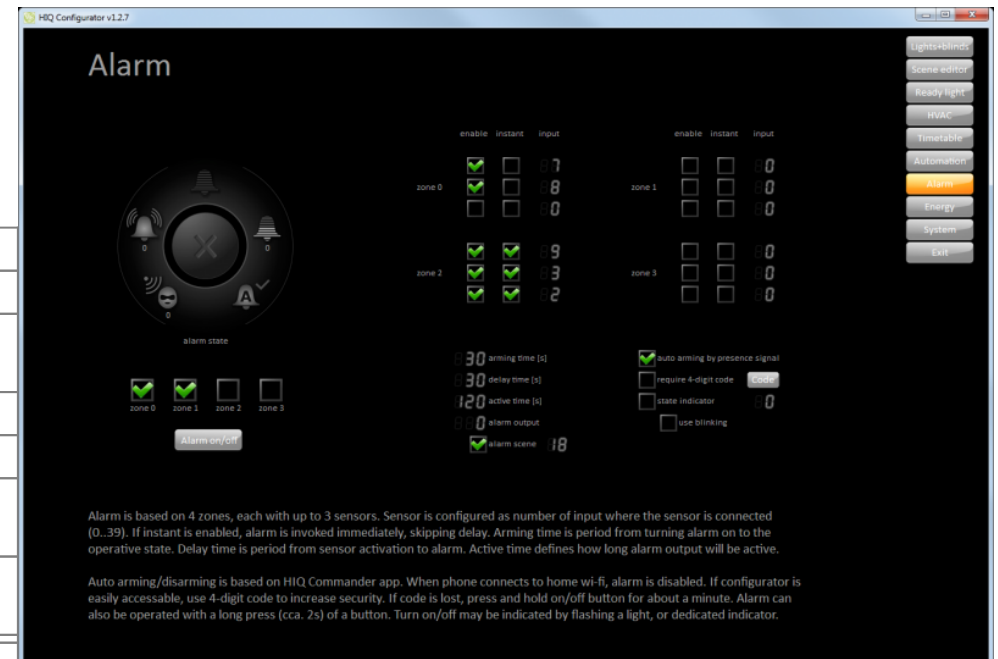 HIQ Configurator v1.2.7
Alarm
Lights+blinds
Scene editor
Ready light
HVAC
Timetable
Automation
Alarm
Energy
System
Exit
enable instant input
enable instant input
7
zone 0 8
0
0
zone 1 0
0
9
zone 2 3
2
0
zone 3 0
0
0
0
0
A
alarm state
zone 0 zone 1 zone 2 zone 3
Alarm on/off
30 arming time [s]
30 delay time [s]
120 active time [s]
0 alarm output
alarm scene 18
auto arming by presence signal
require 4-digit code Code
state indicator 0
use blinking
Alarm is based on 4 zones, each with up to 3 sensors. Sensor is configured as number of input where the sensor is connected
(0..39). If instant is enabled, alarm is invoked immediately, skipping delay. Arming time is period from turning alarm on to the
operative state. Delay time is period from sensor activation to alarm. Active time defines how long alarm output will be active.
Auto arming/disarming is based on HIQ Commander app. When phone connects to home wi-fi, alarm is disabled. If configurator is
easily accessable, use 4-digit code to increase security. If code is lost, press and hold on/off button for about a minute. Alarm can
also be operated with a long press (cca. 2s) of a button. Turn on/off may be indicated by flashing a light, or dedicated indicator.